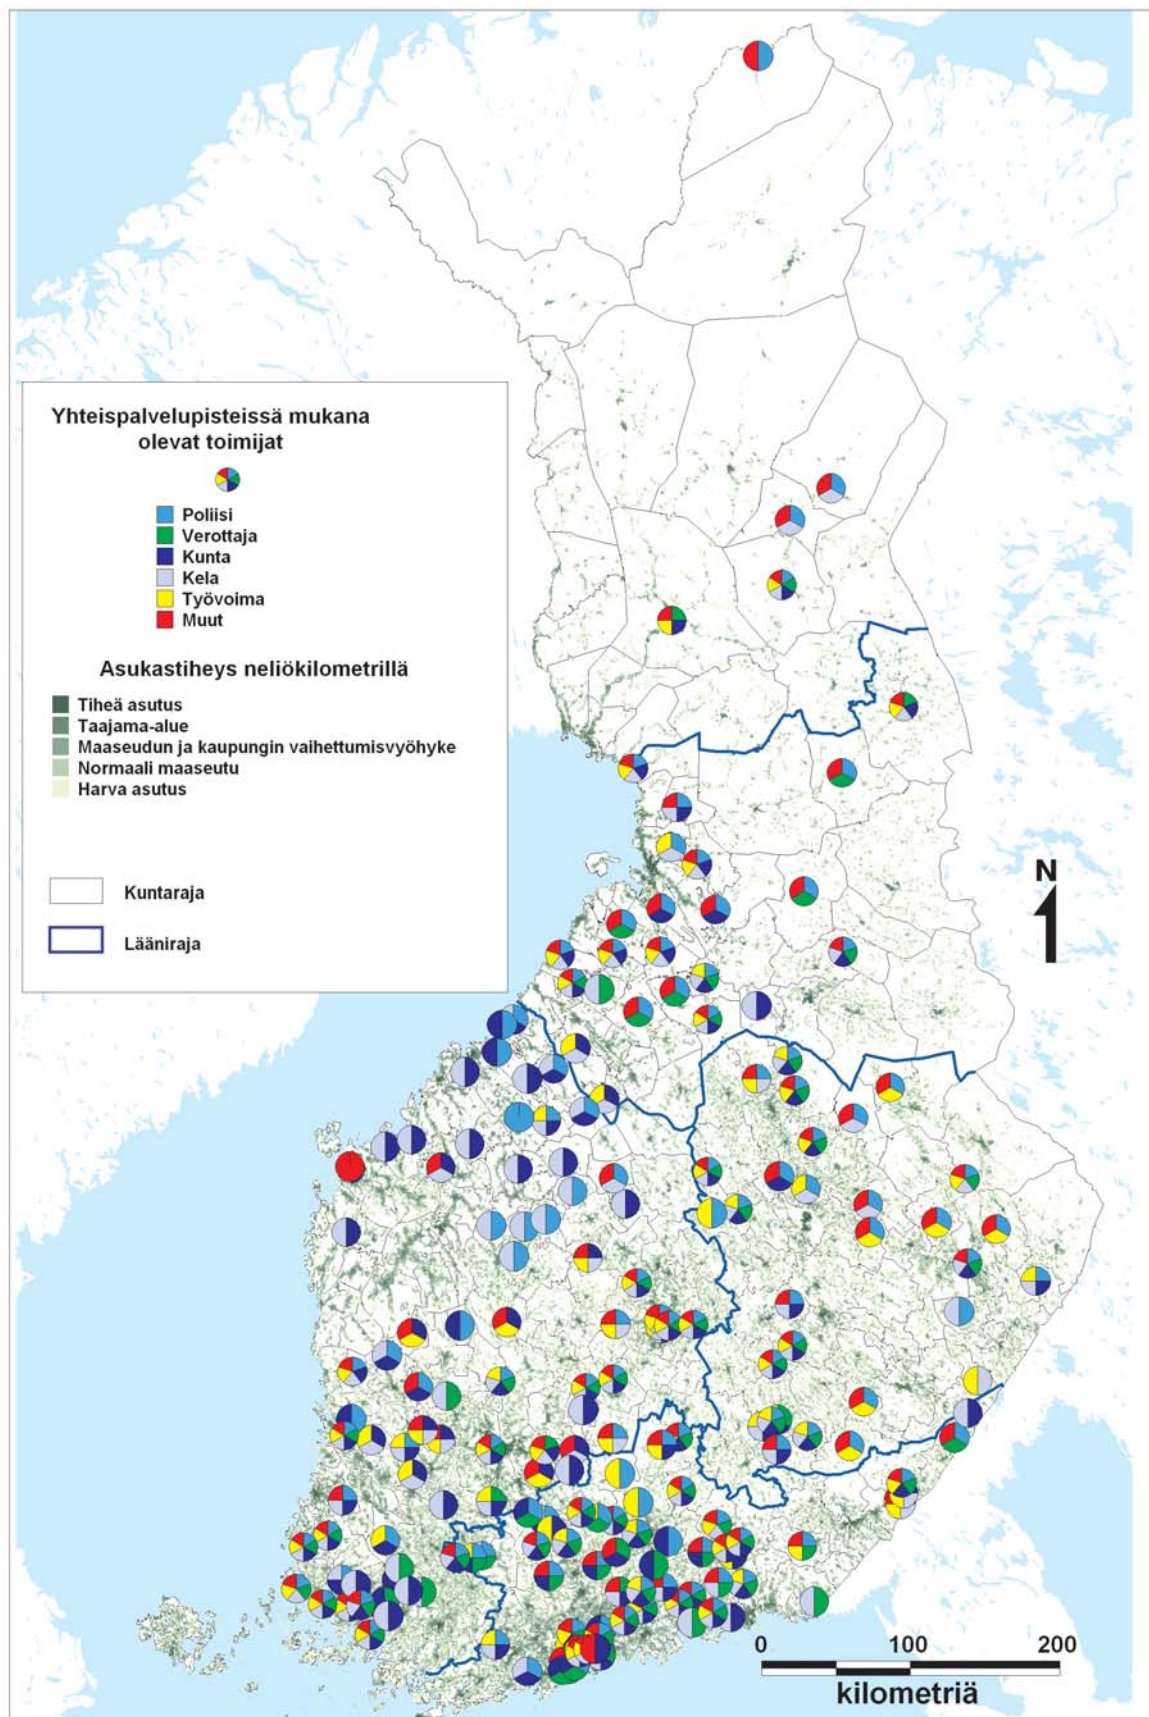 Yhteispalvelupisteissä mukana
olevat toimijat
Poliisi
Verottaja
Kunta
Kela
Työvoima
Muut
Asukastiheys neliökilometrillä
Tiheä asutus
Taajama-alue
Maaseudun ja kaupungin vaihettumisvyöhyke
Normaali maaseutu
Harva asutus
Kuntaraja
Lääniraja
N
0 100 200
kilometriä